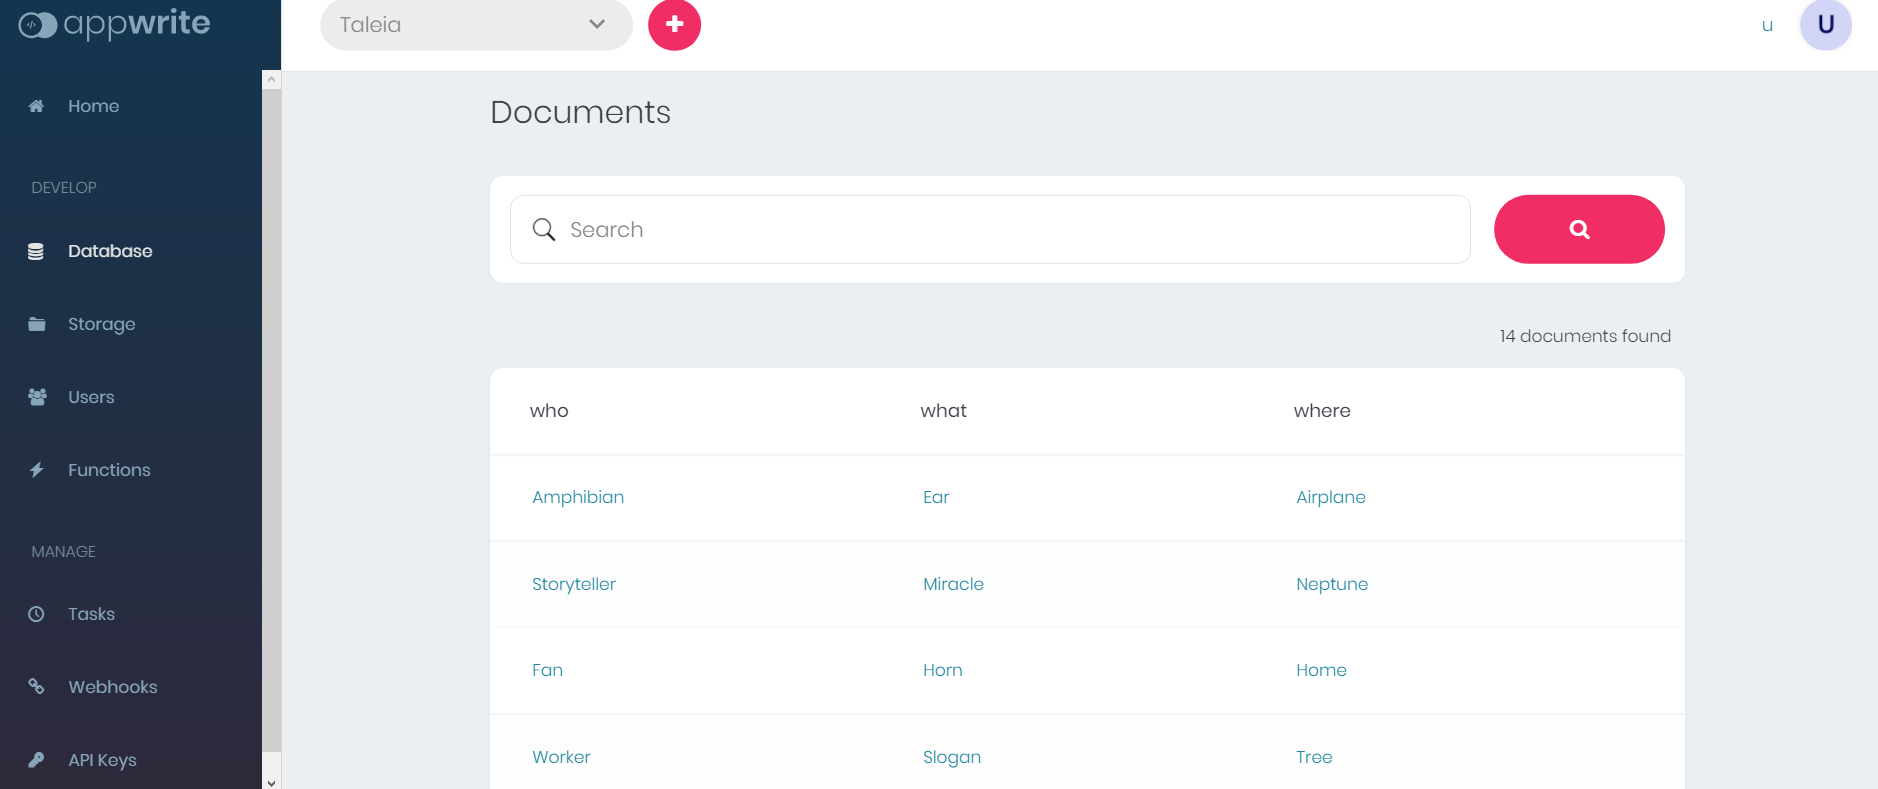 appwrite
Taleia
u
U
Home
DEVELOP
Database
Storage
Users
Functions
MANAGE
Tasks
Webhooks
API Keys
Documents
Search
14 documents found
who what where
Amphibian Ear Airplane
Storyteller Miracle Neptune
Fan Horn Home
Worker Slogan Tree